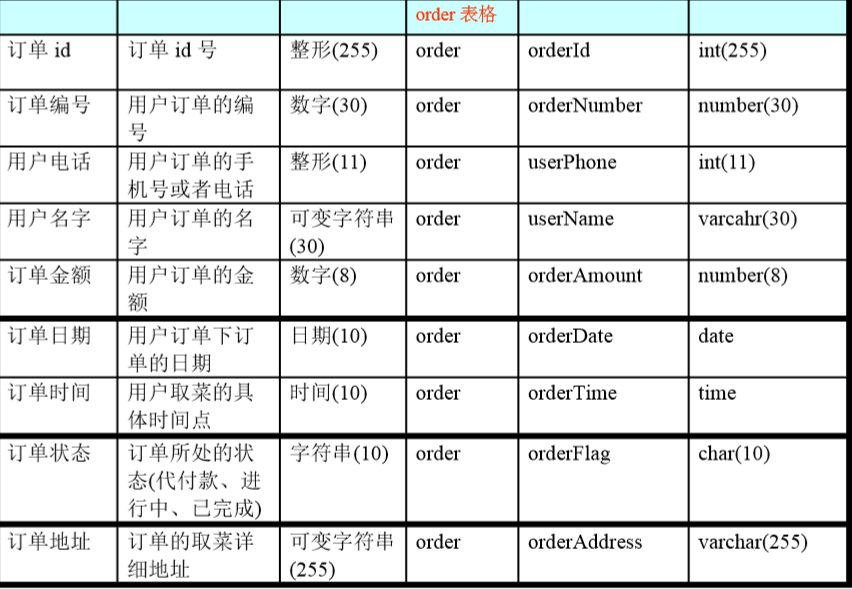 order 表格
订单 id 订单 id 号 整形(255) order orderId int(255)
订单编号 用户订单的编 数字(30) order orderNumber number(30)
号
用户电话 用户订单的手 整形(11) order userPhone int(11)
机号或者电话
用户名字 用户订单的名 可变字符串 order userName varcahr(30)
字 (30)
订单金额 用户订单的金 数字(8) order orderAmount number(8)
额
订单日期 用户订单下订 日期(10) order orderDate date
单的日期
订单时间 用户取菜的具 时间(10) order orderTime time
体时间点
订单状态 订单所处的状 字符串(10) order orderFlag char(10)
态(代付款、进
行中、已完成)
订单地址 订单的取菜详 可变字符串 order orderAddress varchar(255)
细地址 (255)